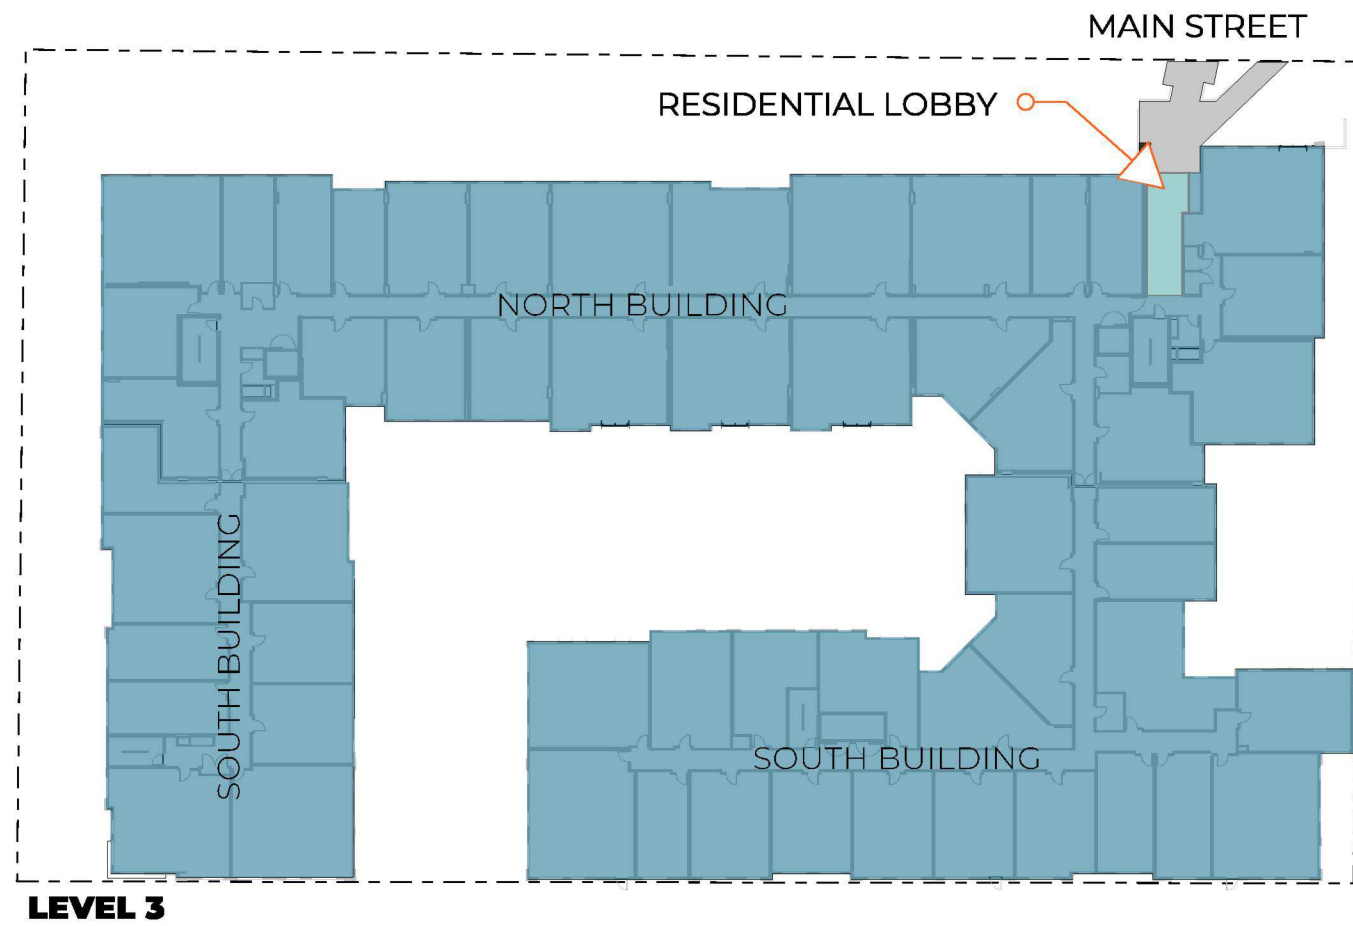 MAIN STREET
RESIDENTIAL LOBBY
NORTH BUILDING
SOUTH BUILDING
SOUTH BUILDING
LEVEL 3